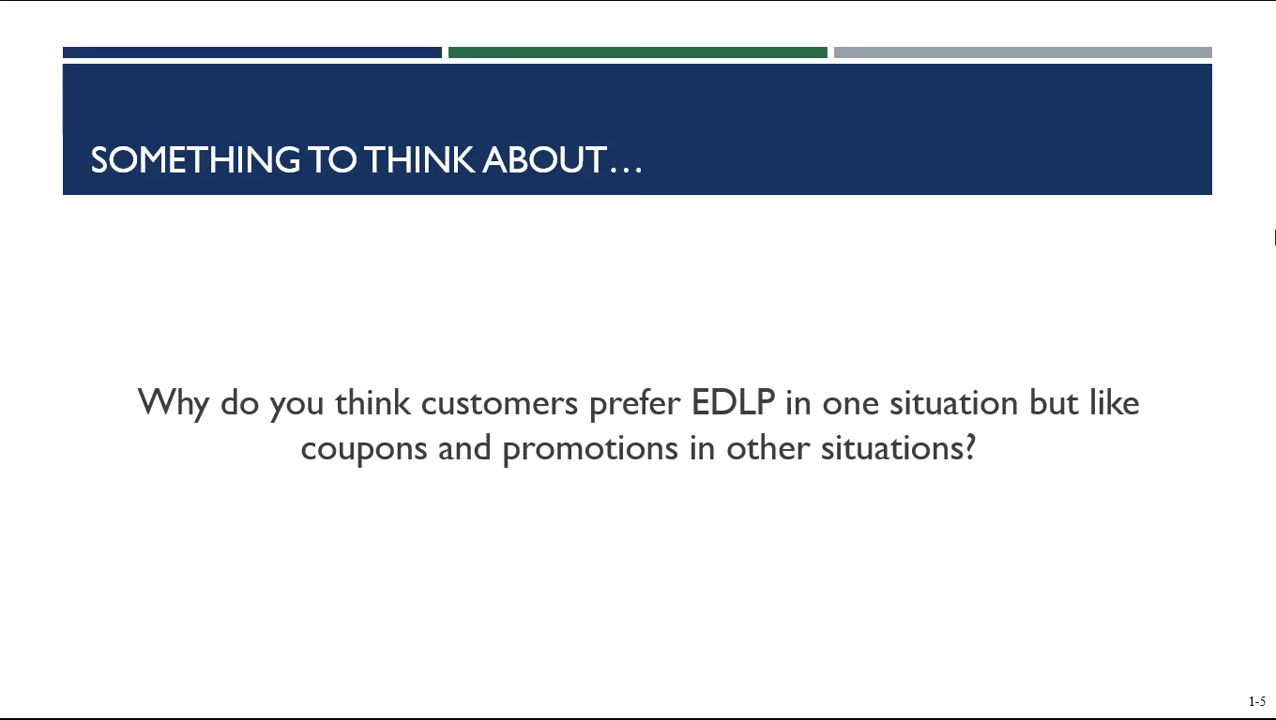 SOMETHING TO THINK ABOUT…
Why do you think customers prefer EDLP in one situation but like
coupons and promotions in other situations?
1-5